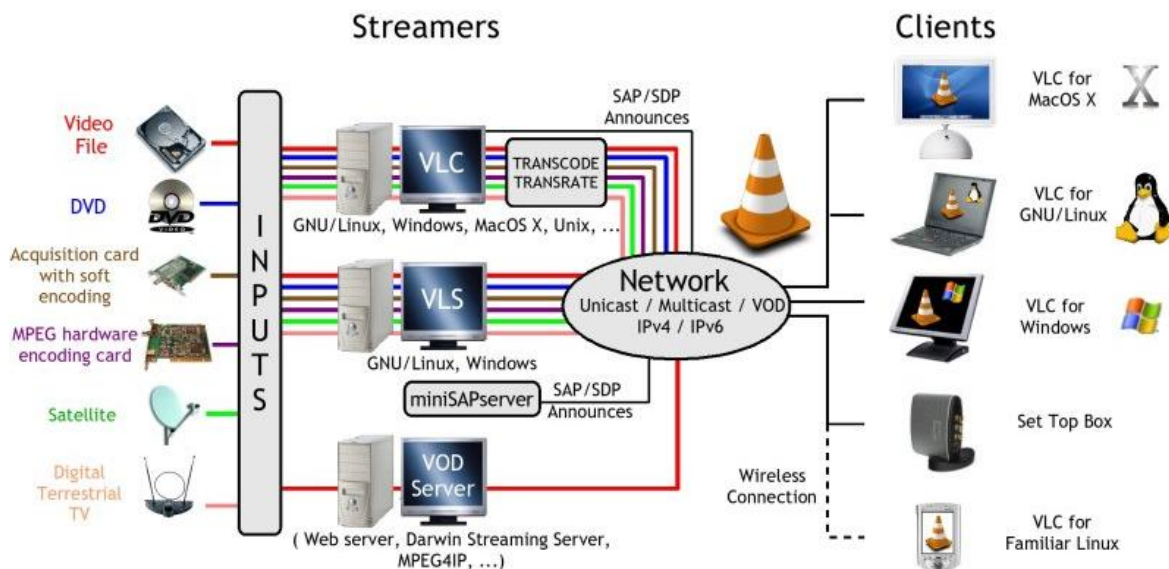 Streamers
Clients
Video
File
DVD
DVD
VIDEO
Acquisition card
with soft
encoding
MPEG hardware
encoding card
Satellite
Digital
Terrestrial
TV
INPUTS
VLC
TRANSCODE
TRANSRATE
SAP/SDP
Announces
GNU/Linux, Windows, MacOS X, Unix, ...
VLS
GNU/Linux, Windows
miniSAPserver
SAP/SDP
Announces
VOD
Server
( Web server, Darwin Streaming Server,
MPEG4IP, ...)
Network
Unicast / Multicast / VOD
IPv4 / IPv6
Wireless
Connection
VLC for
MacOS X
X
VLC for
GNU/Linux
VLC for
Windows
Set Top Box
VLC for
Familiar Linux